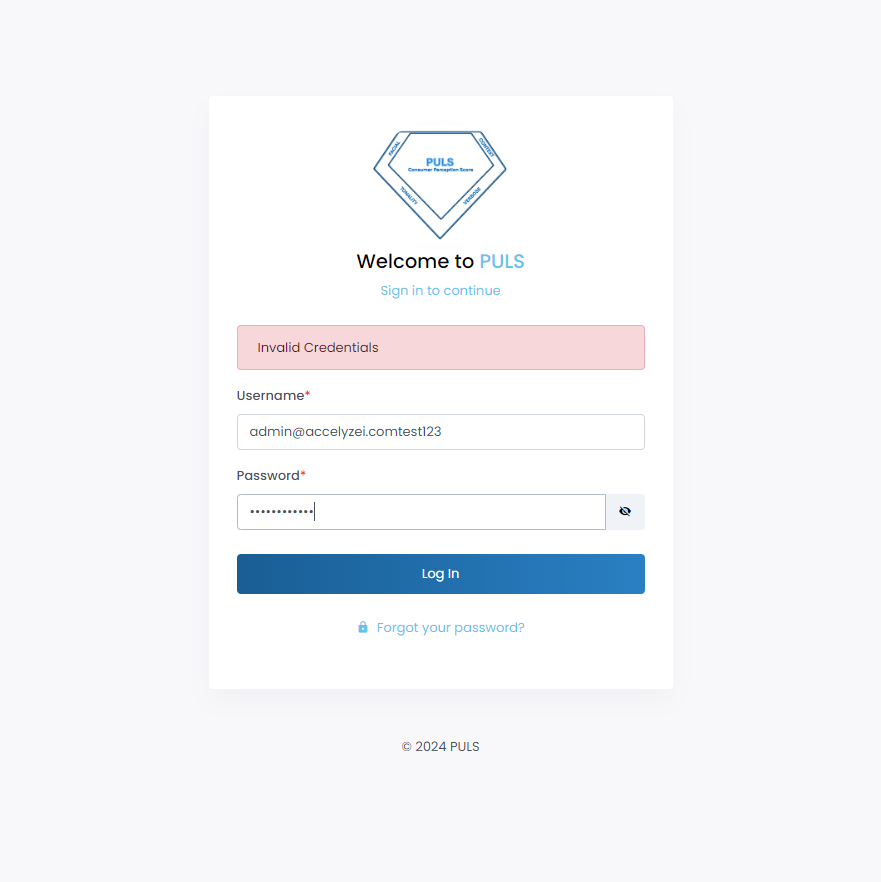 FACIAL
CONTEXT
PULS
Consumer Perception Score
TONALITY
VERBOSE
Welcome to PULS
Sign in to continue
Invalid Credentials
Username*
admin@accelyzei.comtest123
Password*
••••••••••••
Log In
Forgot your password?
© 2024 PULS